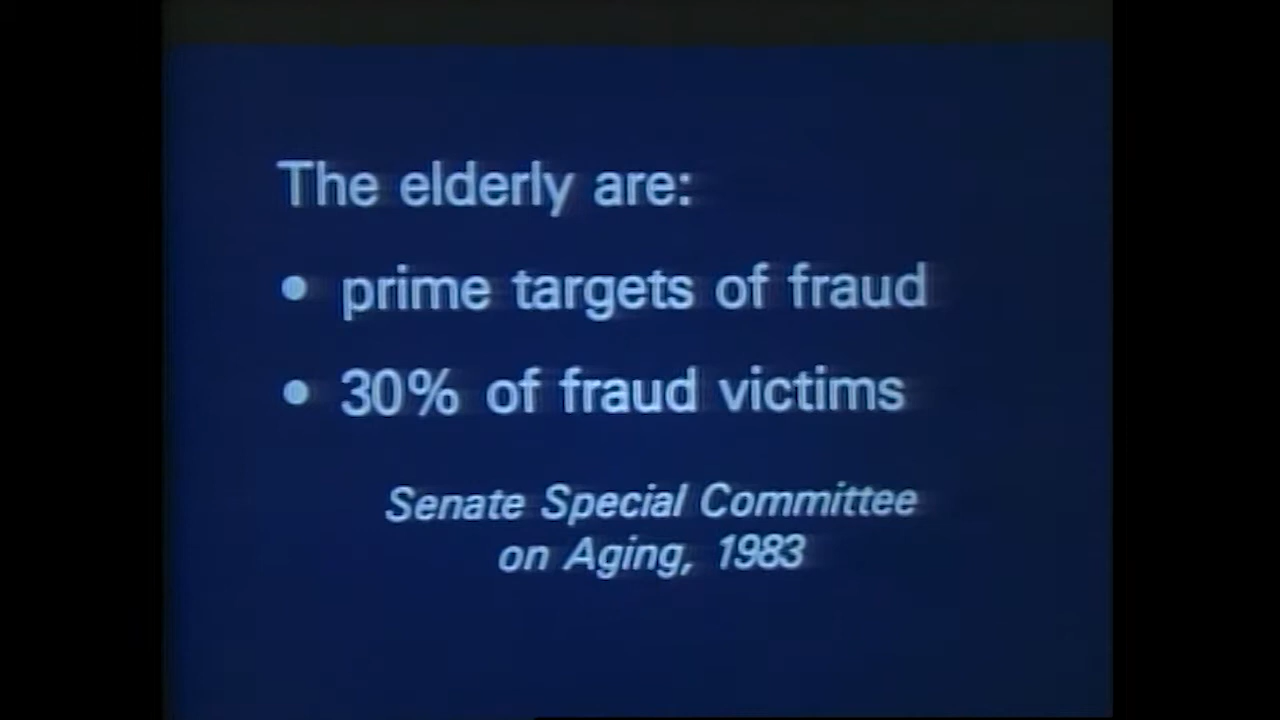 The elderly are:
• prime targets of fraud
• 30% of fraud victims
Senate Special Committee
on Aging, 1983